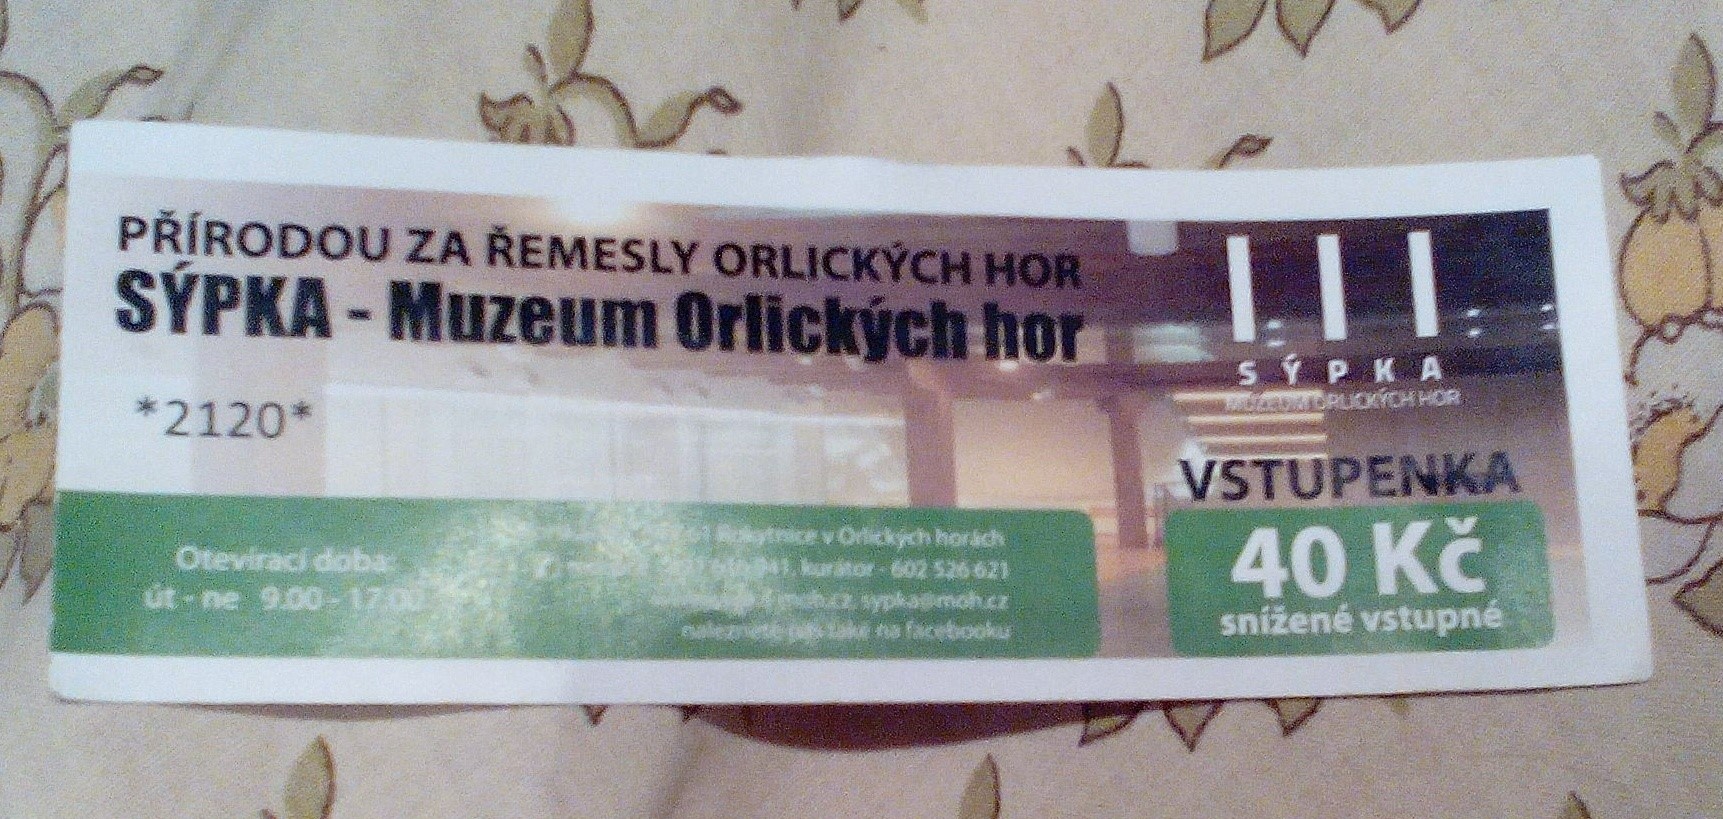 PŘÍRODOU ZA ŘEMESLY ORLICKÝCH HOR
SÝPKA - Muzeum Orlických hor
*2120*
Otevírací doba:
út - ne 9.00 - 17.00
Rokytnice v Orlických horách
kurátor - 602 526 621
sypka@moh.cz
naleznete nás také na facebooku
SÝPKA
MUZEUM ORLICKÝCH HOR
VSTUPENKA
40 Kč
snížené vstupné